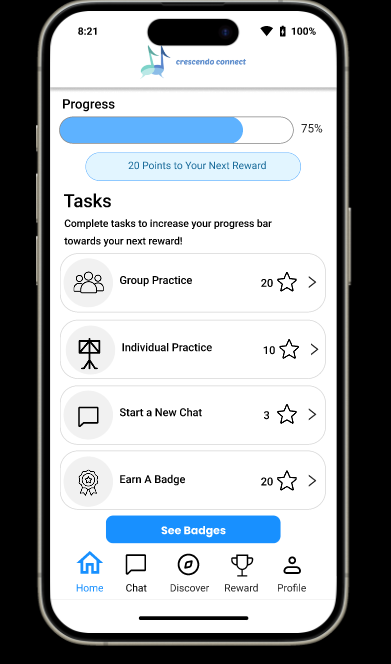 8:21
100%
crescendo connect
Progress
75%
20 Points to Your Next Reward
Tasks
Complete tasks to increase your progress bar
towards your next reward!
Group Practice 20
Individual Practice 10
Start a New Chat 3
Earn A Badge 20
See Badges
Home Chat Discover Reward Profile